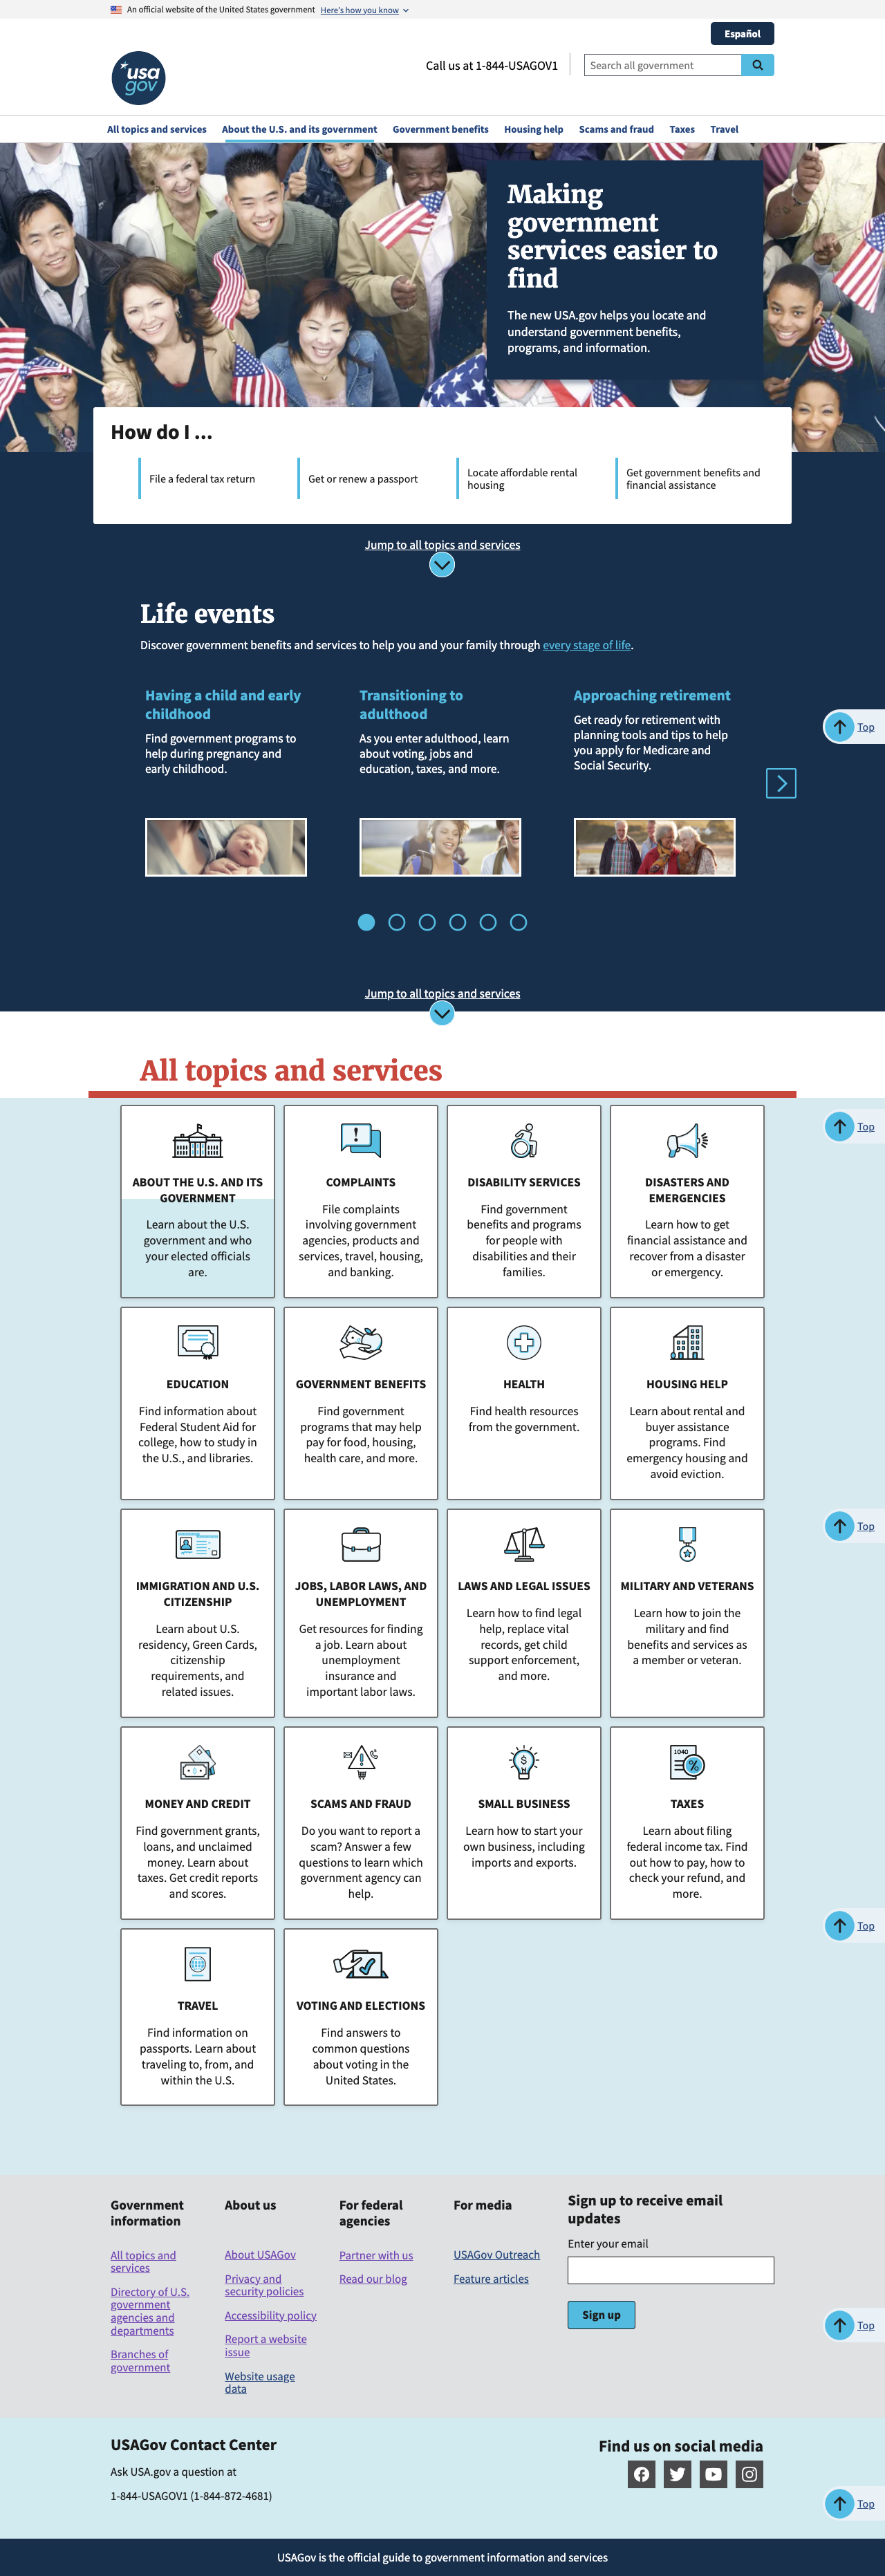 An official website of the United States government Here's how you know
Español
usa
gov
Call us at 1-844-USAGOV1
Search all government
All topics and services
About the U.S. and its government
Government benefits
Housing help
Scams and fraud
Taxes
Travel
Making
government
services easier to
find
The new USA.gov helps you locate and
understand government benefits,
programs, and information.
How do I ...
File a federal tax return
Get or renew a passport
Locate affordable rental
housing
Get government benefits and
financial assistance
Jump to all topics and services
Life events
Discover government benefits and services to help you and your family through every stage of life.
Having a child and early
childhood
Find government programs to
help during pregnancy and
early childhood.
Transitioning to
adulthood
As you enter adulthood, learn
about voting, jobs and
education, taxes, and more.
Approaching retirement
Get ready for retirement with
planning tools and tips to help
you apply for Medicare and
Social Security.
Top
Jump to all topics and services
All topics and services
Top
ABOUT THE U.S. AND ITS
GOVERNMENT
Learn about the U.S.
government and who
your elected officials
are.
COMPLAINTS
File complaints
involving government
agencies, products and
services, travel, housing,
and banking.
DISABILITY SERVICES
Find government
benefits and programs
for people with
disabilities and their
families.
DISASTERS AND
EMERGENCIES
Learn how to get
financial assistance and
recover from a disaster
or emergency.
EDUCATION
Find information about
Federal Student Aid for
college, how to study in
the U.S., and libraries.
GOVERNMENT BENEFITS
Find government
programs that may help
pay for food, housing,
health care, and more.
HEALTH
Find health resources
from the government.
HOUSING HELP
Learn about rental and
buyer assistance
programs. Find
emergency housing and
avoid eviction.
Top
IMMIGRATION AND U.S.
CITIZENSHIP
Learn about U.S.
residency, Green Cards,
citizenship
requirements, and
related issues.
JOBS, LABOR LAWS, AND
UNEMPLOYMENT
Get resources for finding
a job. Learn about
unemployment
insurance and
important labor laws.
LAWS AND LEGAL ISSUES
Learn how to find legal
help, replace vital
records, get child
support enforcement,
and more.
MILITARY AND VETERANS
Learn how to join the
military and find
benefits and services as
a member or veteran.
MONEY AND CREDIT
Find government grants,
loans, and unclaimed
money. Learn about
taxes. Get credit reports
and scores.
SCAMS AND FRAUD
Do you want to report a
scam? Answer a few
questions to learn which
government agency can
help.
SMALL BUSINESS
Learn how to start your
own business, including
imports and exports.
1040
TAXES
Learn about filing
federal income tax. Find
out how to pay, how to
check your refund, and
more.
Top
TRAVEL
Find information on
passports. Learn about
traveling to, from, and
within the U.S.
VOTING AND ELECTIONS
Find answers to
common questions
about voting in the
United States.
Government
information
All topics and
services
Directory of U.S.
government
agencies and
departments
Branches of
government
About us
About USAGov
Privacy and
security policies
Accessibility policy
Report a website
issue
Website usage
data
For federal
agencies
Partner with us
Read our blog
For media
USAGov Outreach
Feature articles
Sign up to receive email
updates
Enter your email
Sign up
Top
USAGov Contact Center
Ask USA.gov a question at
1-844-USAGOV1 (1-844-872-4681)
Find us on social media
Top
USAGov is the official guide to government information and services